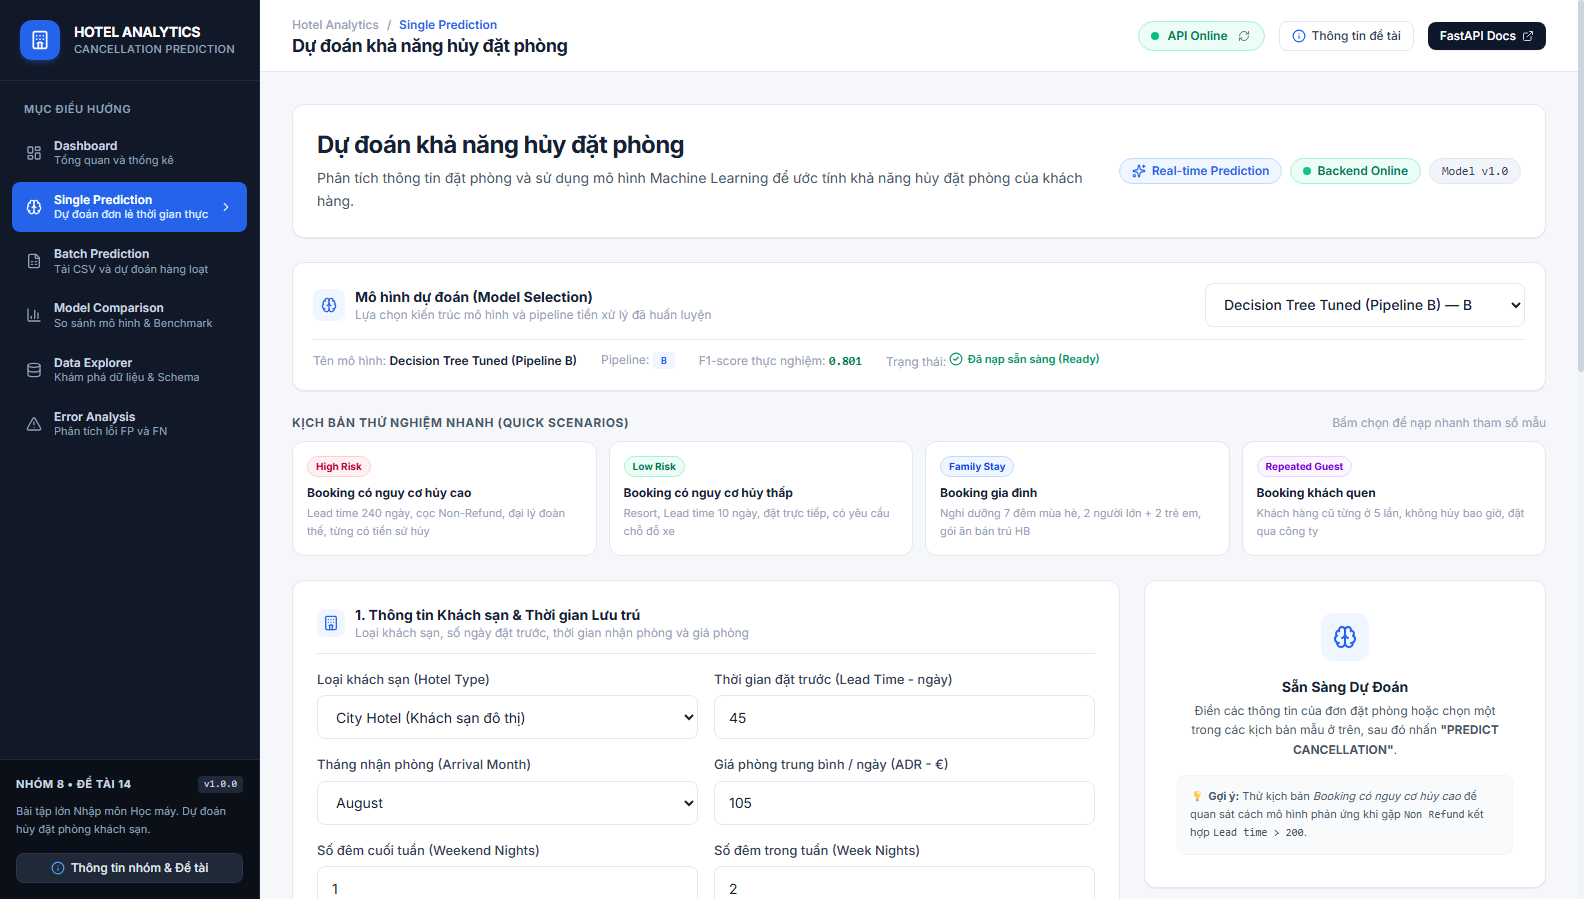 HOTEL ANALYTICS
CANCELLATION PREDICTION
MỤC ĐIỀU HƯỚNG
Dashboard
Tổng quan và thống kê
Single Prediction
Dự đoán đơn lẻ thời gian thực
Batch Prediction
Tải CSV và dự đoán hàng loạt
Model Comparison
So sánh mô hình & Benchmark
Data Explorer
Khám phá dữ liệu & Schema
Error Analysis
Phân tích lỗi FP và FN
NHÓM 8 • ĐỀ TÀI 14
v1.0.0
Bài tập lớn Nhập môn Học máy. Dự đoán
hủy đặt phòng khách sạn.
Thông tin nhóm & Đề tài
Hotel Analytics / Single Prediction
Dự đoán khả năng hủy đặt phòng
API Online
Thông tin đề tài
FastAPI Docs
Dự đoán khả năng hủy đặt phòng
Phân tích thông tin đặt phòng và sử dụng mô hình Machine Learning để ước tính khả năng hủy đặt phòng của khách
hàng.
Real-time Prediction
Backend Online
Model v1.0
Mô hình dự đoán (Model Selection)
Lựa chọn kiến trúc mô hình và pipeline tiền xử lý đã huấn luyện
Decision Tree Tuned (Pipeline B) — B
Tên mô hình: Decision Tree Tuned (Pipeline B)
Pipeline: B
F1-score thực nghiệm: 0.801
Trạng thái: Đã nạp sẵn sàng (Ready)
KỊCH BẢN THỬ NGHIỆM NHANH (QUICK SCENARIOS)
Bấm chọn để nạp nhanh tham số mẫu
High Risk
Booking có nguy cơ hủy cao
Lead time 240 ngày, cọc Non-Refund, đại lý đoàn
thể, từng có tiền sử hủy
Low Risk
Booking có nguy cơ hủy thấp
Resort, Lead time 10 ngày, đặt trực tiếp, có yêu cầu
chỗ đỗ xe
Family Stay
Booking gia đình
Nghỉ dưỡng 7 đêm mùa hè, 2 người lớn + 2 trẻ em,
gói ăn bán trú HB
Repeated Guest
Booking khách quen
Khách hàng cũ từng ở 5 lần, không hủy bao giờ, đặt
qua công ty
1. Thông tin Khách sạn & Thời gian Lưu trú
Loại khách sạn, số ngày đặt trước, thời gian nhận phòng và giá phòng
Loại khách sạn (Hotel Type)
City Hotel (Khách sạn đô thị)
Thời gian đặt trước (Lead Time - ngày)
45
Tháng nhận phòng (Arrival Month)
August
Giá phòng trung bình / ngày (ADR - €)
105
Số đêm cuối tuần (Weekend Nights)
1
Số đêm trong tuần (Week Nights)
2
Sẵn Sàng Dự Đoán
Điền các thông tin của đơn đặt phòng hoặc chọn một
trong các kịch bản mẫu ở trên, sau đó nhấn "PREDICT
CANCELLATION".
Gợi ý: Thử kịch bản Booking có nguy cơ hủy cao để
quan sát cách mô hình phản ứng khi gặp Non Refund kết
hợp Lead time > 200.